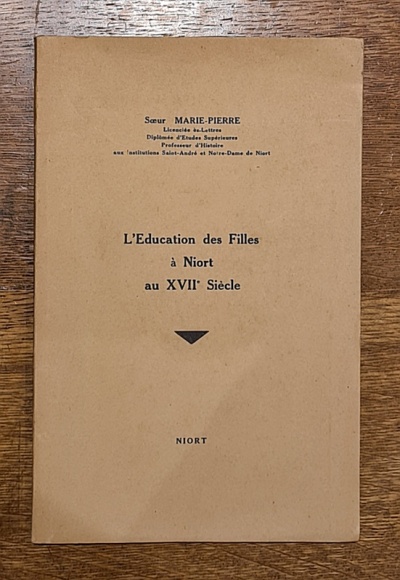 Sœur MARIE-PIERRE
Licenciée ès-Lettres
Diplômée d'Etudes Supérieures
Professeur d'Histoire
aux Institutions Saint-André et Notre-Dame de Niort
L'Education des Filles
à Niort
au XVIIe Siècle
NIORT